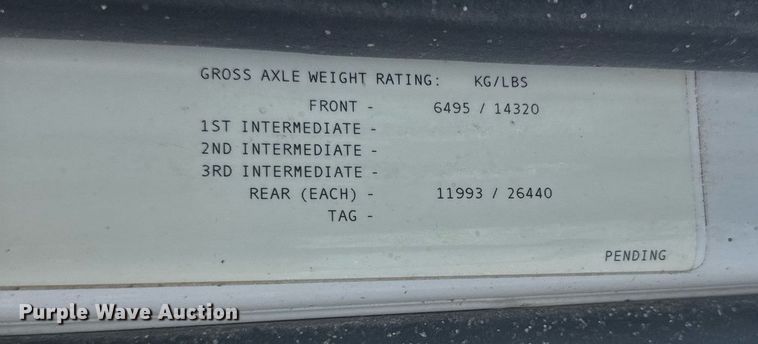 GROSS AXLE WEIGHT RATING: KG/LBS
FRONT - 6495 / 14320
1ST INTERMEDIATE -
2ND INTERMEDIATE -
3RD INTERMEDIATE -
REAR (EACH) - 11993 / 26440
TAG -
PENDING
Purple Wave Auction®